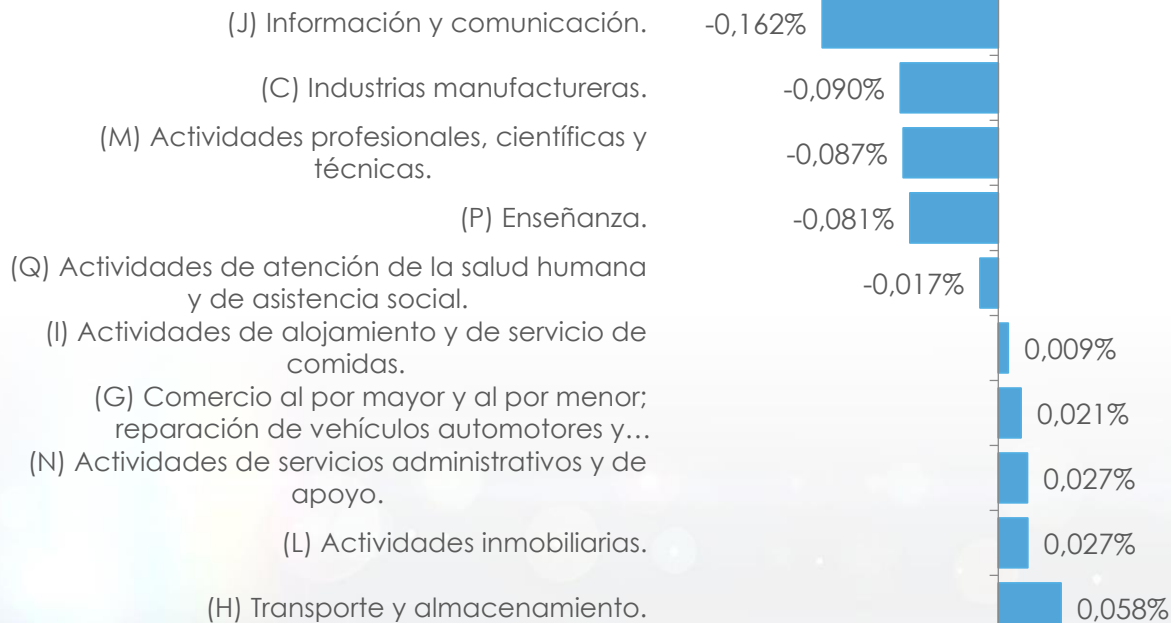 (J) Información y comunicación. -0,162%
(C) Industrias manufactureras. -0,090%
(M) Actividades profesionales, científicas y
técnicas. -0,087%
(P) Enseñanza. -0,081%
(Q) Actividades de atención de la salud humana
y de asistencia social. -0,017%
(I) Actividades de alojamiento y de servicio de
comidas. 0,009%
(G) Comercio al por mayor y al por menor;
reparación de vehículos automotores y… 0,021%
(N) Actividades de servicios administrativos y de
apoyo. 0,027%
(L) Actividades inmobiliarias. 0,027%
(H) Transporte y almacenamiento. 0,058%